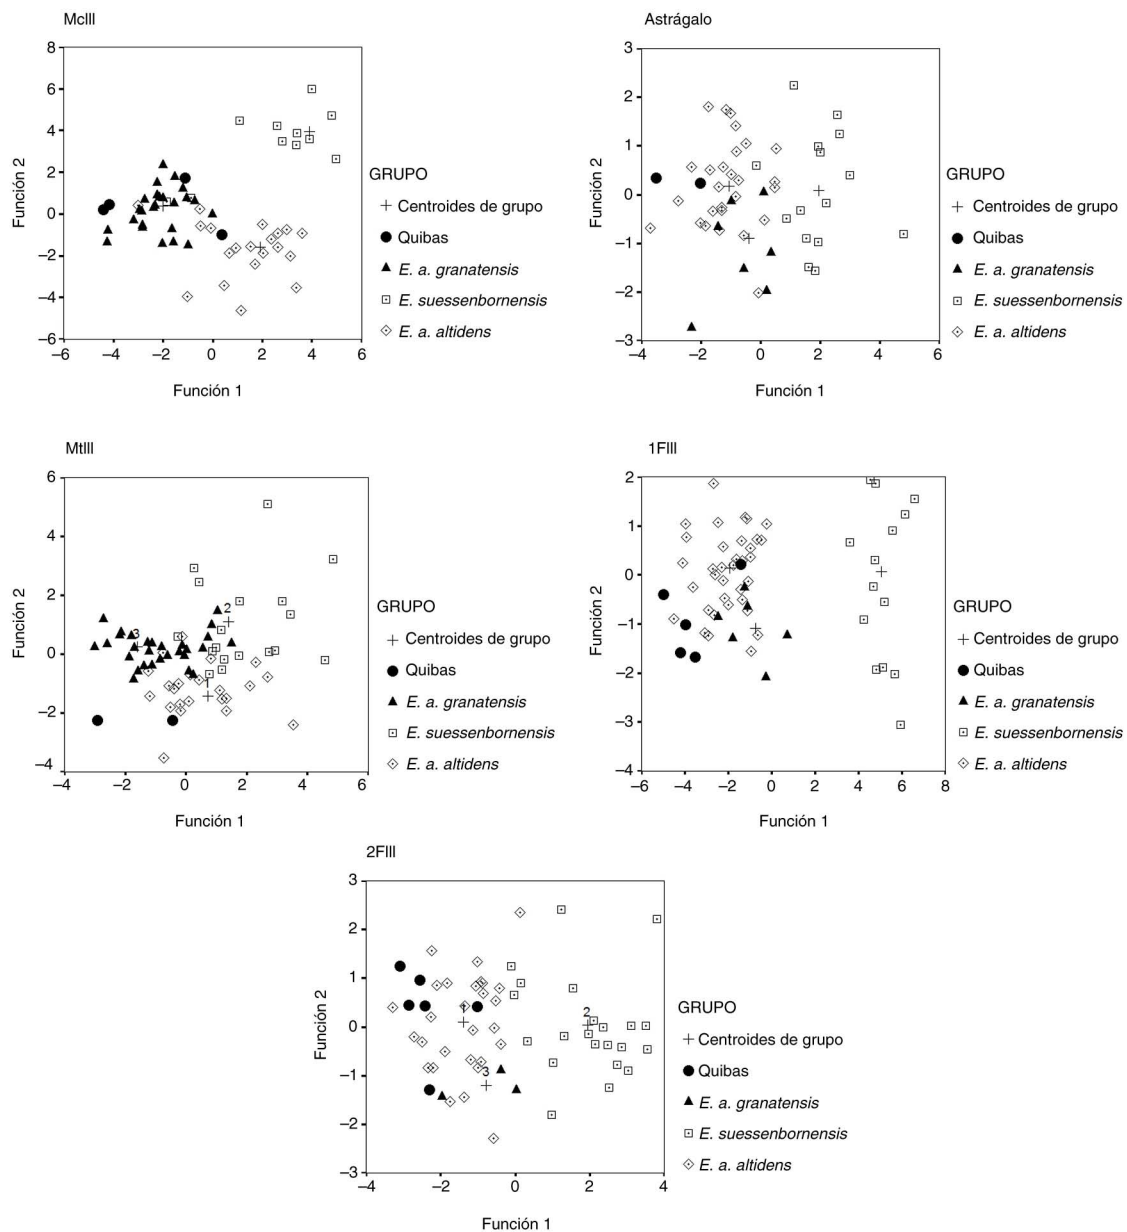 McIII
8
6
4
2
0
−2
−4
−6
−6 −4 −2 0 2 4 6
Función 2
Función 1
GRUPO
Centroides de grupo
Quibas
E. a. granatensis
E. suessenbornensis
E. a. altidens
Astrágalo
3
2
1
0
−1
−2
−3
−4 −2 0 2 4 6
Función 2
Función 1
GRUPO
Centroides de grupo
Quibas
E. a. granatensis
E. suessenbornensis
E. a. altidens
MtIII
6
4
2
0
−2
−4
−4 −2 0 2 4 6
2
3
1
Función 2
Función 1
GRUPO
Centroides de grupo
Quibas
E. a. granatensis
E. suessenbornensis
E. a. altidens
1FIII
2
1
0
−1
−2
−3
−4
−6 −4 −2 0 2 4 6 8
Función 2
Función 1
GRUPO
Centroides de grupo
Quibas
E. a. granatensis
E. suessenbornensis
E. a. altidens
2FIII
3
2
1
0
−1
−2
−3
−4 −2 0 2 4
2
3
Función 2
Función 1
GRUPO
Centroides de grupo
Quibas
E. a. granatensis
E. suessenbornensis
E. a. altidens